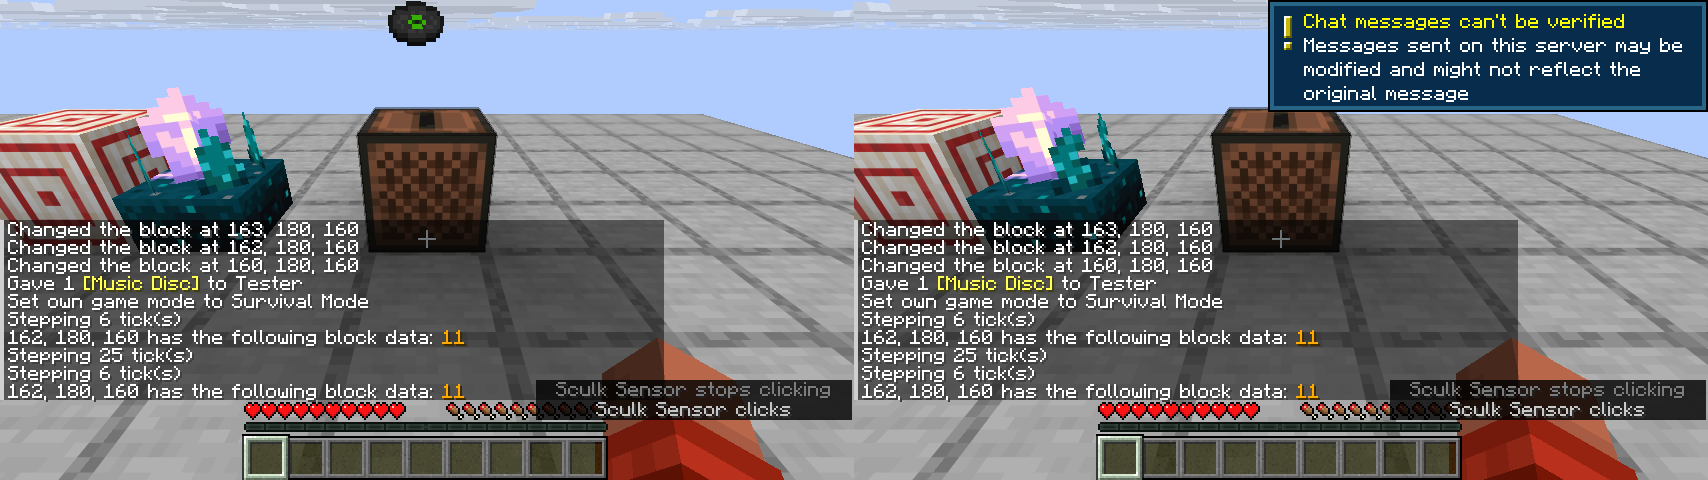 Changed the block at 163, 180, 160
Changed the block at 162, 180, 160
Changed the block at 160, 180, 160
Gave 1 [Music Disc] to Tester
Set own game mode to Survival Mode
Stepping 6 tick(s)
162, 180, 160 has the following block data: 11
Stepping 25 tick(s)
Stepping 6 tick(s)
162, 180, 160 has the following block data: 11
Sculk Sensor stops clicking
Sculk Sensor clicks
Chat messages can't be verified
Messages sent on this server may be
modified and might not reflect the
original message
Changed the block at 163, 180, 160
Changed the block at 162, 180, 160
Changed the block at 160, 180, 160
Gave 1 [Music Disc] to Tester
Set own game mode to Survival Mode
Stepping 6 tick(s)
162, 180, 160 has the following block data: 11
Stepping 25 tick(s)
Stepping 6 tick(s)
162, 180, 160 has the following block data: 11
Sculk Sensor stops clicking
Sculk Sensor clicks